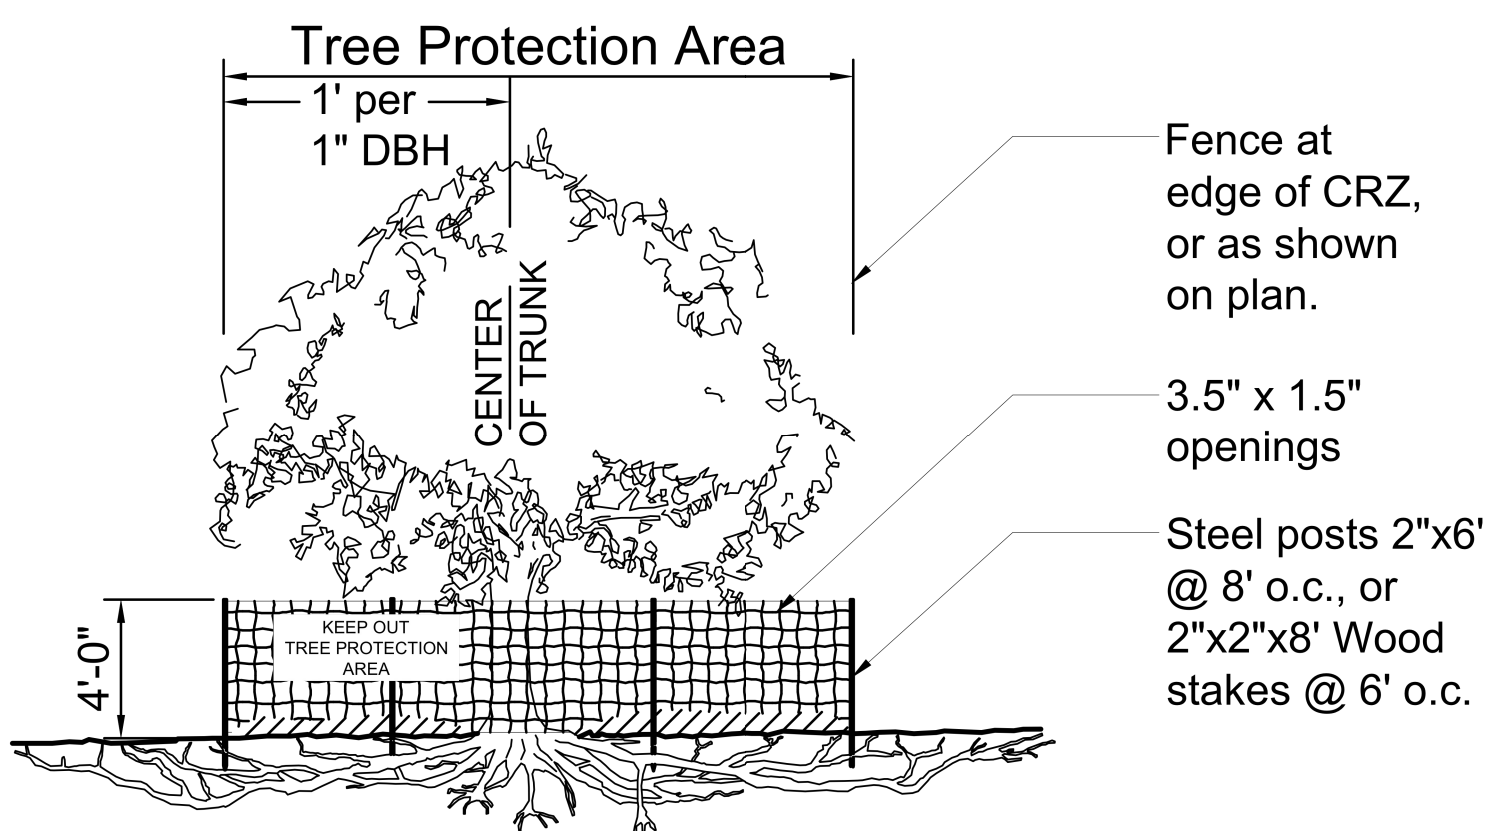 Tree Protection Area
1' per
1" DBH
CENTER
OF TRUNK
Fence at
edge of CRZ,
or as shown
on plan.
3.5" x 1.5"
openings
Steel posts 2"x6'
@ 8' o.c., or
2"x2"x8' Wood
stakes @ 6' o.c.
4'-0"
KEEP OUT
TREE PROTECTION
AREA